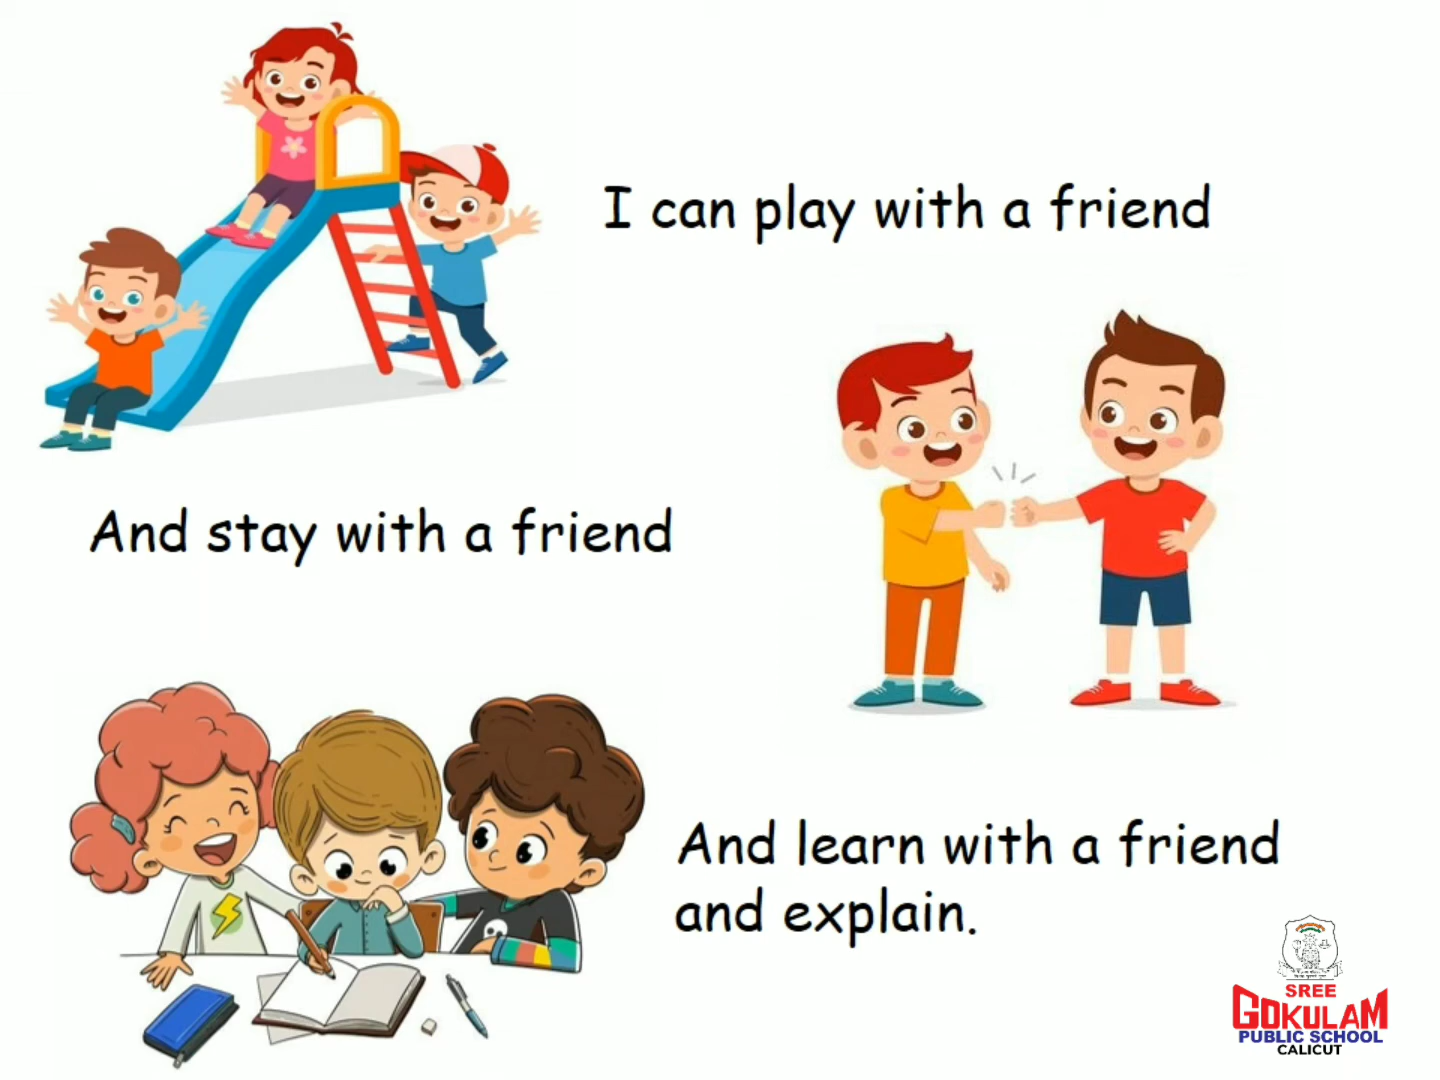 I can play with a friend
And stay with a friend
And learn with a friend
and explain.
SREE
GOKULAM
PUBLIC SCHOOL
CALICUT